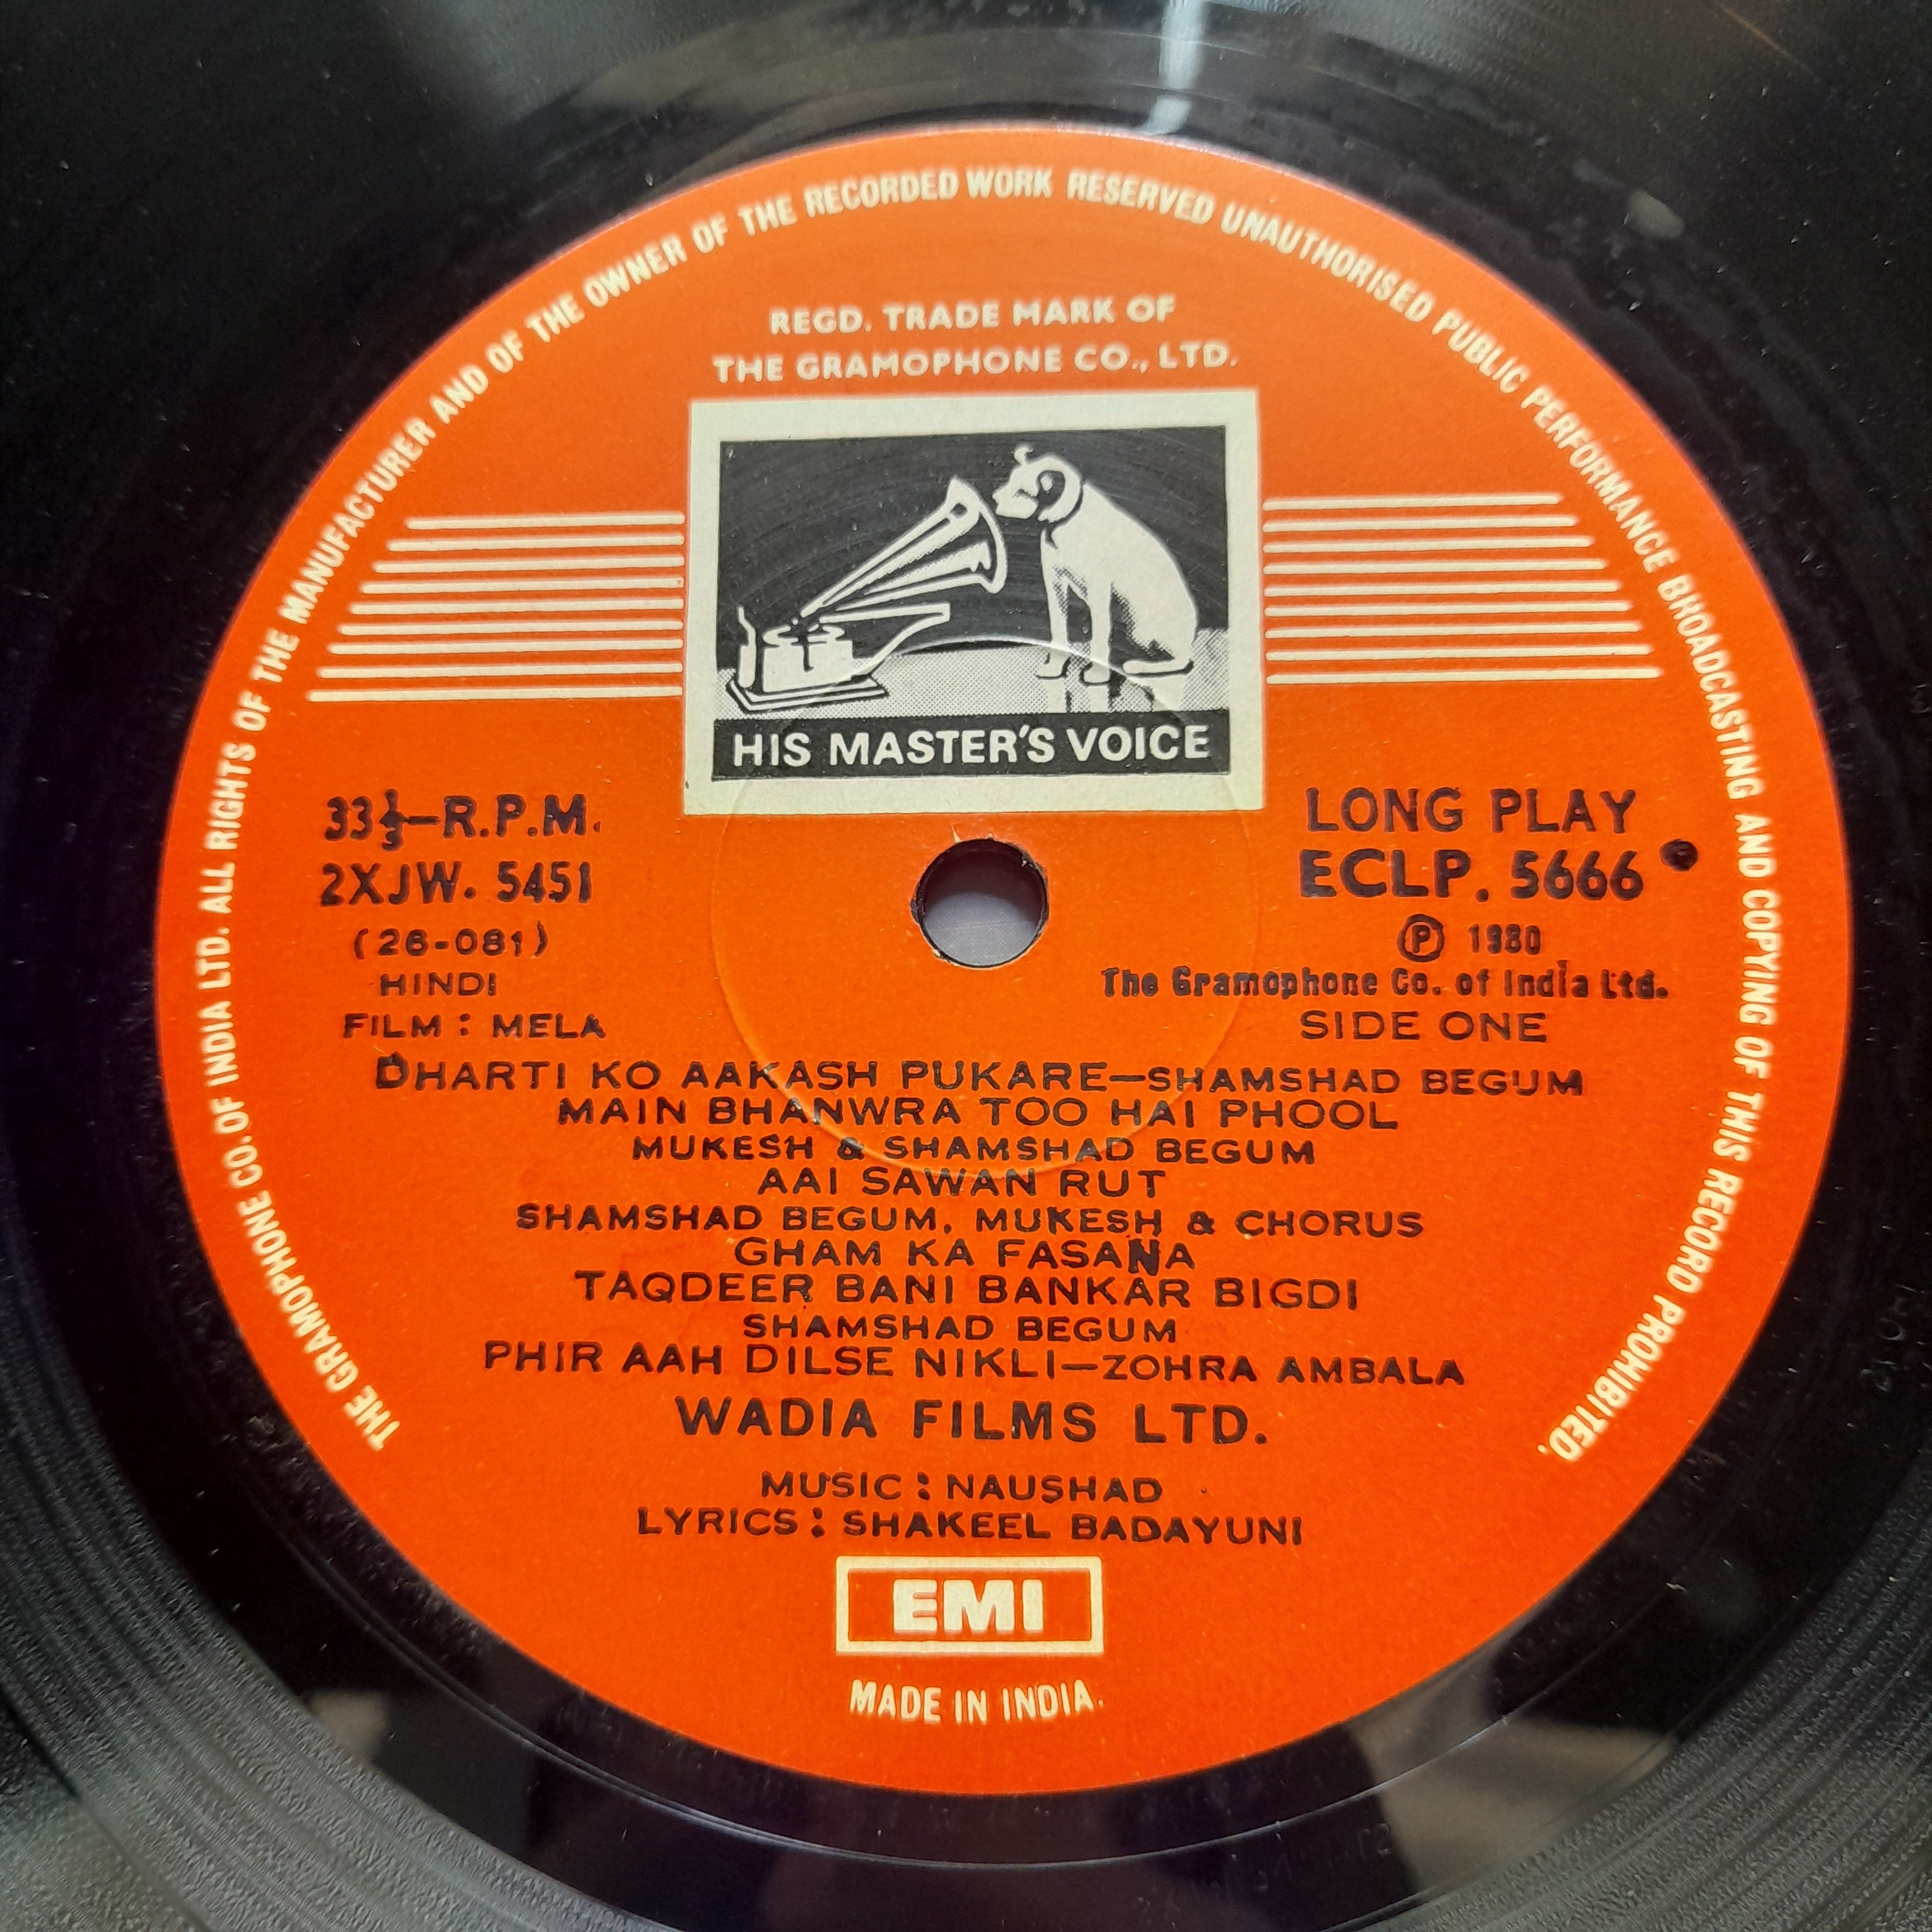 THE GRAMOPHONE CO. OF INDIA LTD. ALL RIGHTS OF THE MANUFACTURER AND OF THE OWNER OF THE RECORDED WORK RESERVED UNAUTHORISED PUBLIC PERFORMANCE BROADCASTING AND COPYING OF THIS RECORD PROHIBITED.
REGD. TRADE MARK OF
THE GRAMOPHONE CO., LTD.
HIS MASTER'S VOICE
33⅓-R.P.M.
2XJW. 5451
(26-081)
HINDI
FILM : MELA
LONG PLAY
ECLP. 5666
Ⓟ 1980
The Gramophone Co. of India Ltd.
SIDE ONE
DHARTI KO AAKASH PUKARE—SHAMSHAD BEGUM
MAIN BHANWRA TOO HAI PHOOL
MUKESH & SHAMSHAD BEGUM
AAI SAWAN RUT
SHAMSHAD BEGUM, MUKESH & CHORUS
GHAM KA FASANA
TAQDEER BANI BANKAR BIGDI
SHAMSHAD BEGUM
PHIR AAH DILSE NIKLI—ZOHRA AMBALA
WADIA FILMS LTD.
MUSIC : NAUSHAD
LYRICS : SHAKEEL BADAYUNI
EMI
MADE IN INDIA.